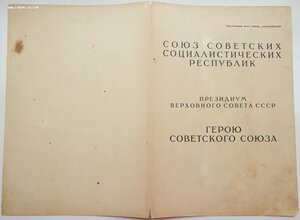 СОЮЗ СОВЕТСКИХ
СОЦИАЛИСТИЧЕСКИХ
РЕСПУБЛИК
ПРЕЗИДИУМ
ВЕРХОВНОГО СОВЕТА СССР
ГЕРОЮ
СОВЕТСКОГО СОЮЗА